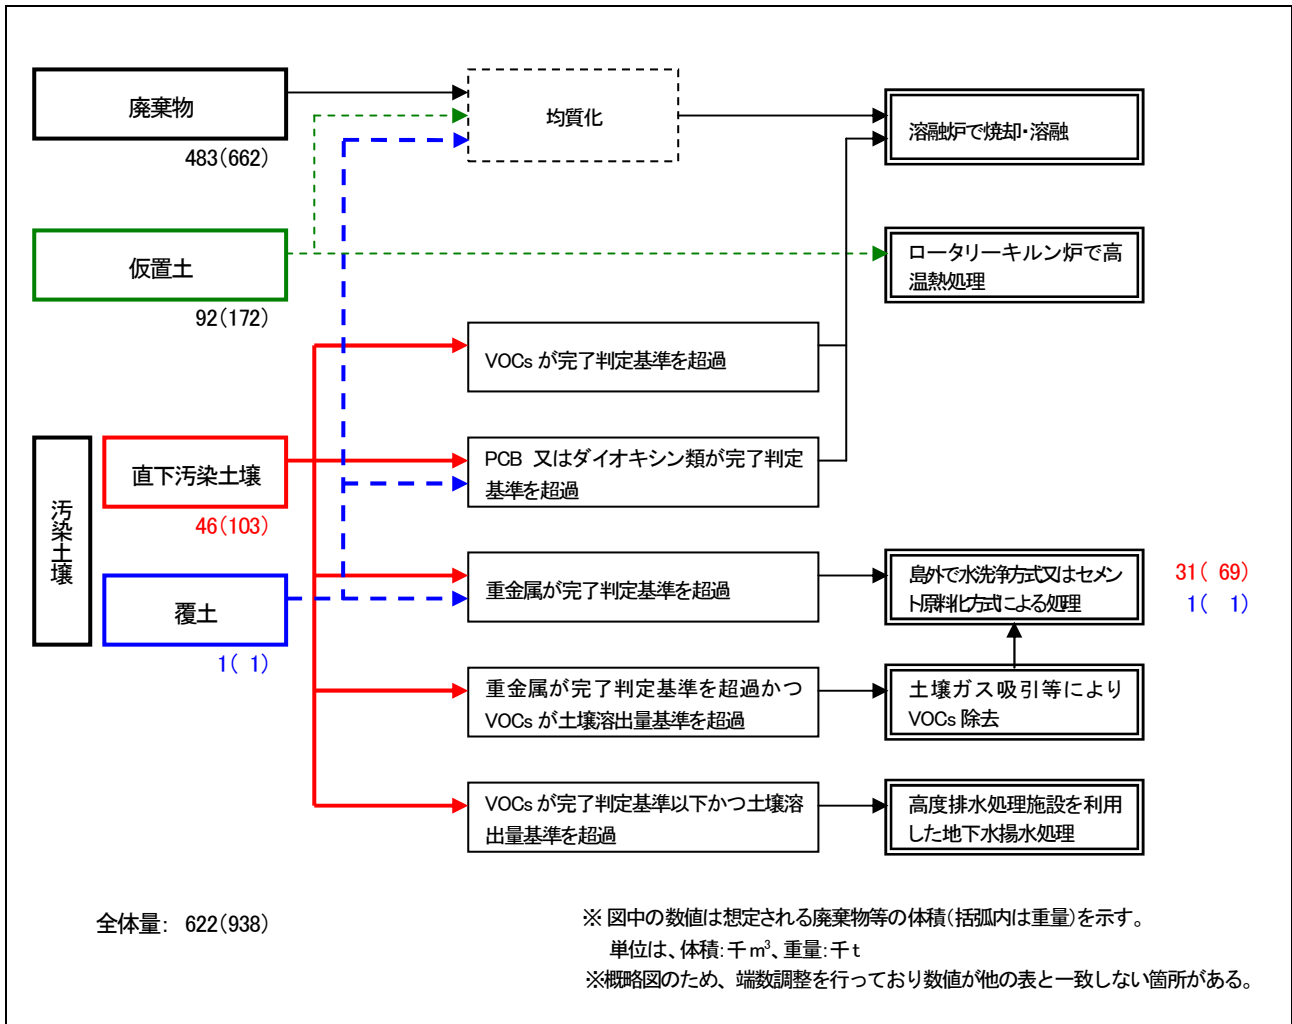 廃棄物
483(662)
均質化
溶融炉で焼却・溶融
仮置土
92(172)
ロータリーキルン炉で高
温熱処理
VOCs が完了判定基準を超過
汚染土壌
直下汚染土壌
46(103)
PCB 又はダイオキシン類が完了判定
基準を超過
覆土
1( 1)
重金属が完了判定基準を超過
島外で水洗浄方式又はセメン
ト原料化方式による処理
31( 69)
1( 1)
重金属が完了判定基準を超過かつ
VOCs が土壌溶出量基準を超過
土壌ガス吸引等により
VOCs 除去
VOCs が完了判定基準以下かつ土壌溶
出量基準を超過
高度排水処理施設を利用
した地下水揚水処理
全体量: 622(938)
※ 図中の数値は想定される廃棄物等の体積(括弧内は重量)を示す。
単位は、体積:千m³、重量:千t
※概略図のため、端数調整を行っており数値が他の表と一致しない箇所がある。